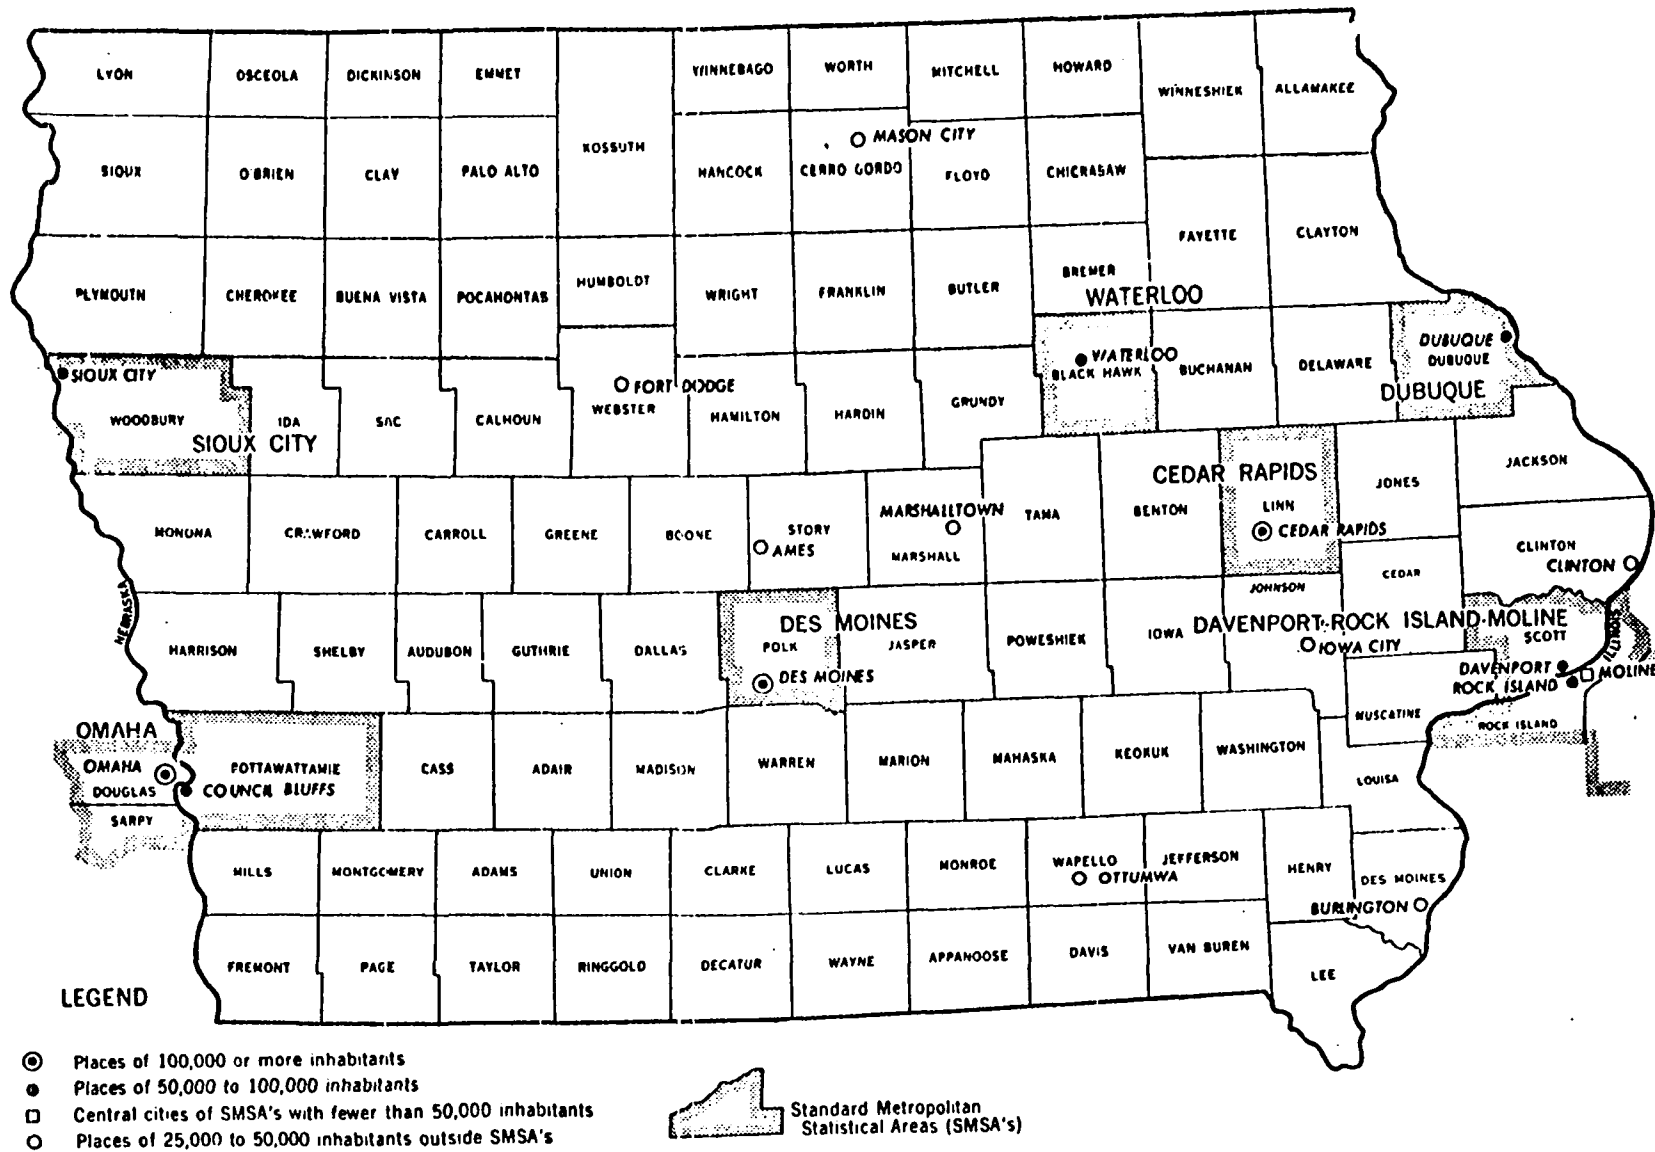 LYON
OSCEOLA
DICKINSON
EMMET
WINNEBAGO
WORTH
MITCHELL
HOWARD
WINNESHIEK
ALLAMAKEE
KOSSUTH
MASON CITY
SIOUX
O'BRIEN
CLAY
PALO ALTO
HANCOCK
CERRO GORDO
FLOYD
CHICKASAW
FAYETTE
CLAYTON
PLYMOUTH
CHEROKEE
BUENA VISTA
POCAHONTAS
HUMBOLDT
WRIGHT
FRANKLIN
BUTLER
BREMER
WATERLOO
SIOUX CITY
FORT DODGE
WATERLOO
DUBUQUE
DUBUQUE
WOODBURY
IDA
SAC
CALHOUN
WEBSTER
HAMILTON
HARDIN
GRUNDY
BLACK HAWK
BUCHANAN
DELAWARE
DUBUQUE
SIOUX CITY
CEDAR RAPIDS
JONES
JACKSON
MONONA
CRAWFORD
CARROLL
GREENE
BOONE
STORY
AMES
MARSHALLTOWN
MARSHALL
TAMA
BENTON
LINN
CEDAR RAPIDS
CLINTON
CLINTON
CEDAR
JOHNSON
NEBRASKA
HARRISON
SHELBY
AUDUBON
GUTHRIE
DALLAS
DES MOINES
POLK
JASPER
DES MOINES
POWESHIEK
IOWA
DAVENPORT-ROCK ISLAND-MOLINE
IOWA CITY
SCOTT
ILLINOIS
DAVENPORT
MOLINE
ROCK ISLAND
MUSCATINE
ROCK ISLAND
OMAHA
OMAHA
DOUGLAS
POTTAWATTAMIE
COUNCIL BLUFFS
SARPY
CASS
ADAIR
MADISON
WARREN
MARION
MAHASKA
KEOKUK
WASHINGTON
LOUISA
MILLS
MONTGOMERY
ADAMS
UNION
CLARKE
LUCAS
MONROE
WAPELLO
OTTUMWA
JEFFERSON
HENRY
DES MOINES
BURLINGTON
FREMONT
PAGE
TAYLOR
RINGGOLD
DECATUR
WAYNE
APPANOOSE
DAVIS
VAN BUREN
LEE
LEGEND
Places of 100,000 or more inhabitants
Places of 50,000 to 100,000 inhabitants
Central cities of SMSA's with fewer than 50,000 inhabitants
Places of 25,000 to 50,000 inhabitants outside SMSA's
Standard Metropolitan
Statistical Areas (SMSA's)